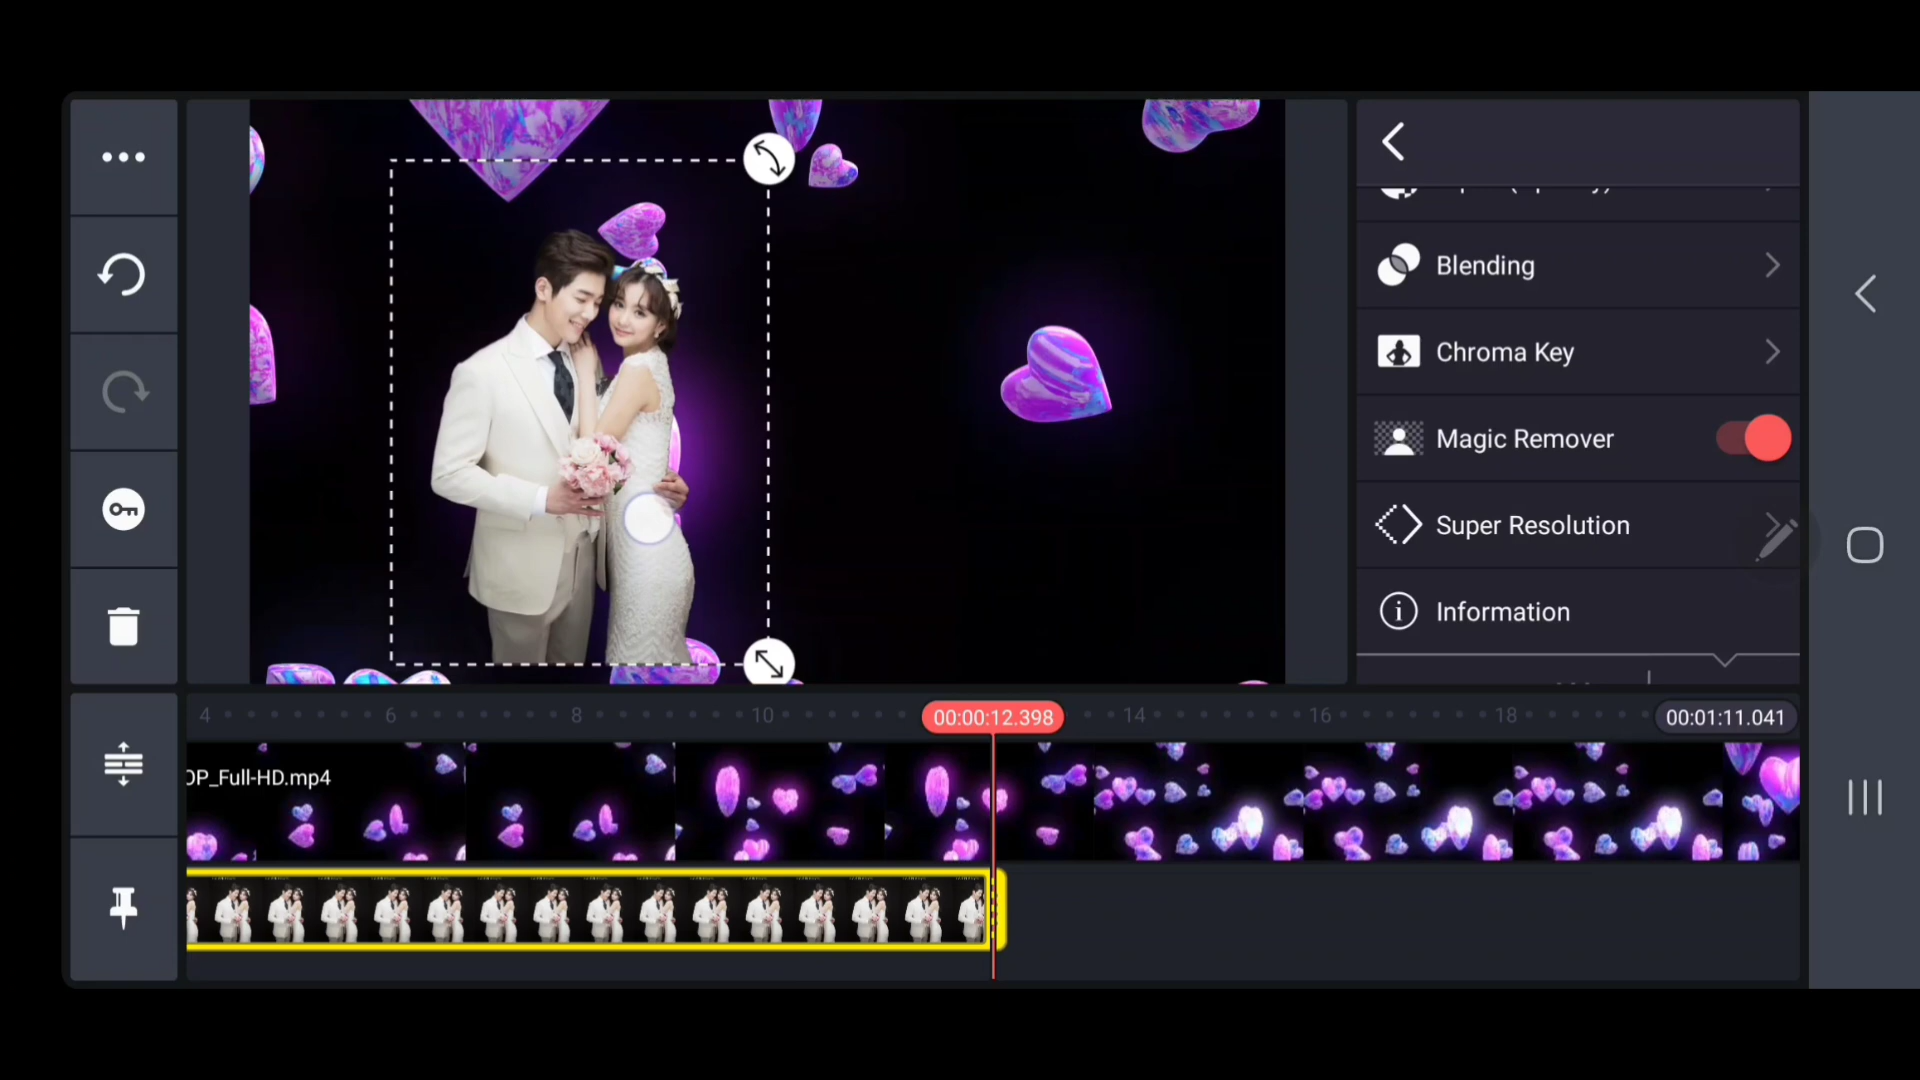 Blending
Chroma Key
Magic Remover
Super Resolution
Information
4 6 8 10 00:00:12.398 14 16 18 00:01:11.041
OP_Full-HD.mp4